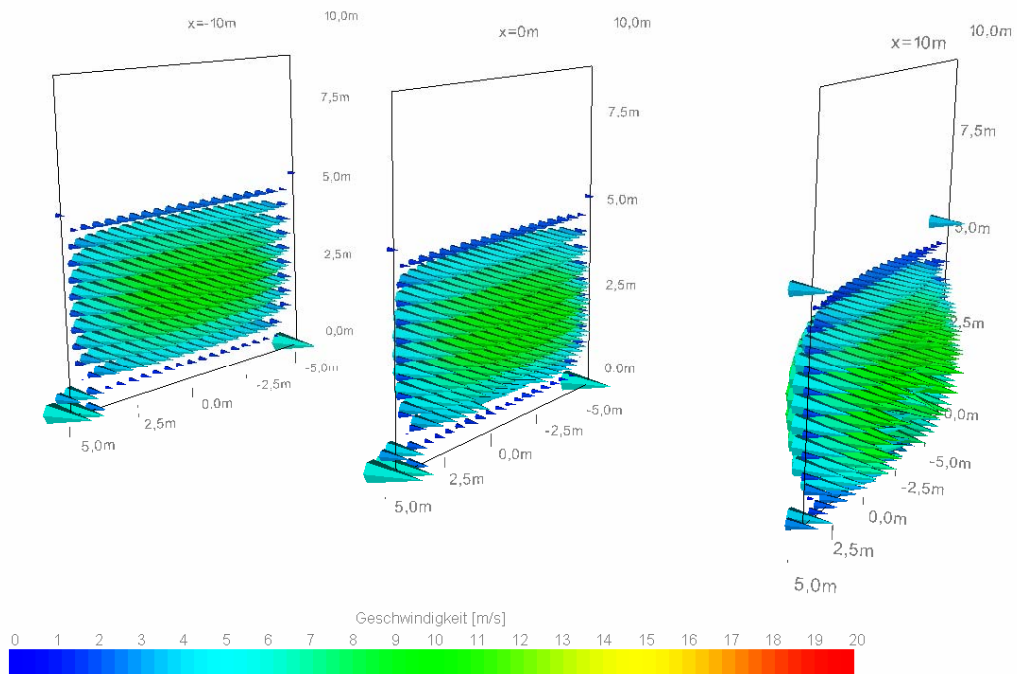 x=-10m
10,0m
7,5m
5,0m
2,5m
0,0m
-5,0m
-2,5m
0,0m
2,5m
5,0m
x=0m
10,0m
7,5m
5,0m
2,5m
0.0m
-5,0m
-2,5m
0,0m
2,5m
5,0m
x=10m
10,0m
7,5m
5,0m
2,5m
0,0m
-5,0m
-2,5m
0,0m
2,5m
5,0m
Geschwindigkeit [m/s]
0 1 2 3 4 5 6 7 8 9 10 11 12 13 14 15 16 17 18 19 20